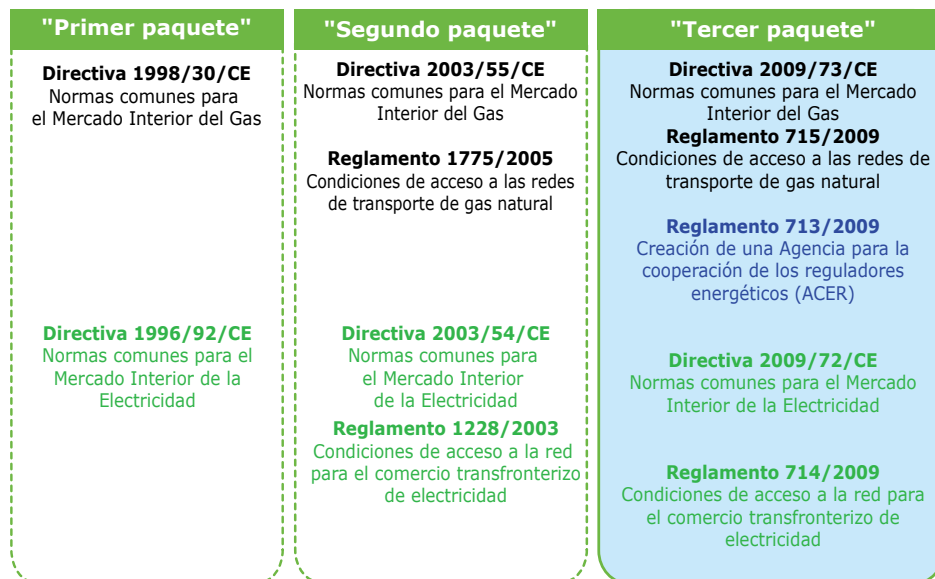 "Primer paquete"
Directiva 1998/30/CE
Normas comunes para
el Mercado Interior del Gas
Directiva 1996/92/CE
Normas comunes para el
Mercado Interior de la
Electricidad
"Segundo paquete"
Directiva 2003/55/CE
Normas comunes para el Mercado
Interior del Gas
Reglamento 1775/2005
Condiciones de acceso a las redes
de transporte de gas natural
Directiva 2003/54/CE
Normas comunes para
el Mercado Interior
de la Electricidad
Reglamento 1228/2003
Condiciones de acceso a la red
para el comercio transfronterizo
de electricidad
"Tercer paquete"
Directiva 2009/73/CE
Normas comunes para el Mercado
Interior del Gas
Reglamento 715/2009
Condiciones de acceso a las redes de
transporte de gas natural
Reglamento 713/2009
Creación de una Agencia para la
cooperación de los reguladores
energéticos (ACER)
Directiva 2009/72/CE
Normas comunes para el Mercado
Interior de la Electricidad
Reglamento 714/2009
Condiciones de acceso a la red para
el comercio transfronterizo de
electricidad